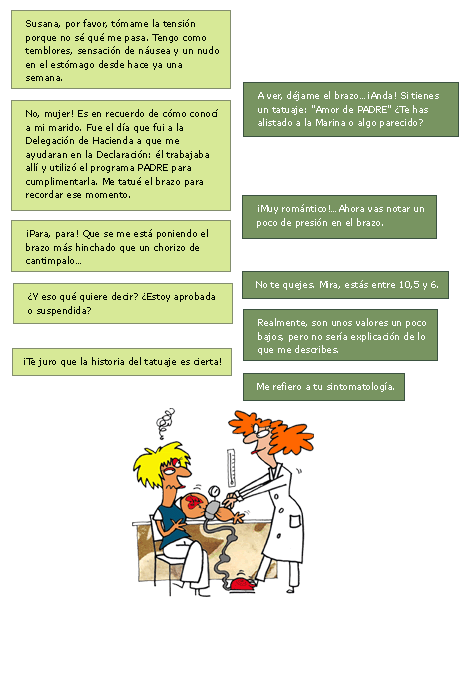 Susana, por favor, tómame la tensión
porque no sé qué me pasa. Tengo como
temblores, sensación de náusea y un nudo
en el estómago desde hace ya una
semana.
A ver, déjame el brazo...¡Anda! Si tienes
un tatuaje: "Amor de PADRE" ¿Te has
alistado a la Marina o algo parecido?
No, mujer! Es en recuerdo de cómo conocí
a mi marido. Fue el día que fui a la
Delegación de Hacienda a que me
ayudaran en la Declaración: él trabajaba
allí y utilizó el programa PADRE para
cumplimentarla. Me tatué el brazo para
recordar ese momento.
¡Muy romántico!...Ahora vas notar un
poco de presión en el brazo.
¡Para, para! Que se me está poniendo el
brazo más hinchado que un chorizo de
cantimpalo...
No te quejes. Mira, estás entre 10,5 y 6.
¿Y eso qué quiere decir? ¿Estoy aprobada
o suspendida?
Realmente, son unos valores un poco
bajos, pero no sería explicación de lo
que me describes.
¡Te juro que la historia del tatuaje es cierta!
Me refiero a tu sintomatología.